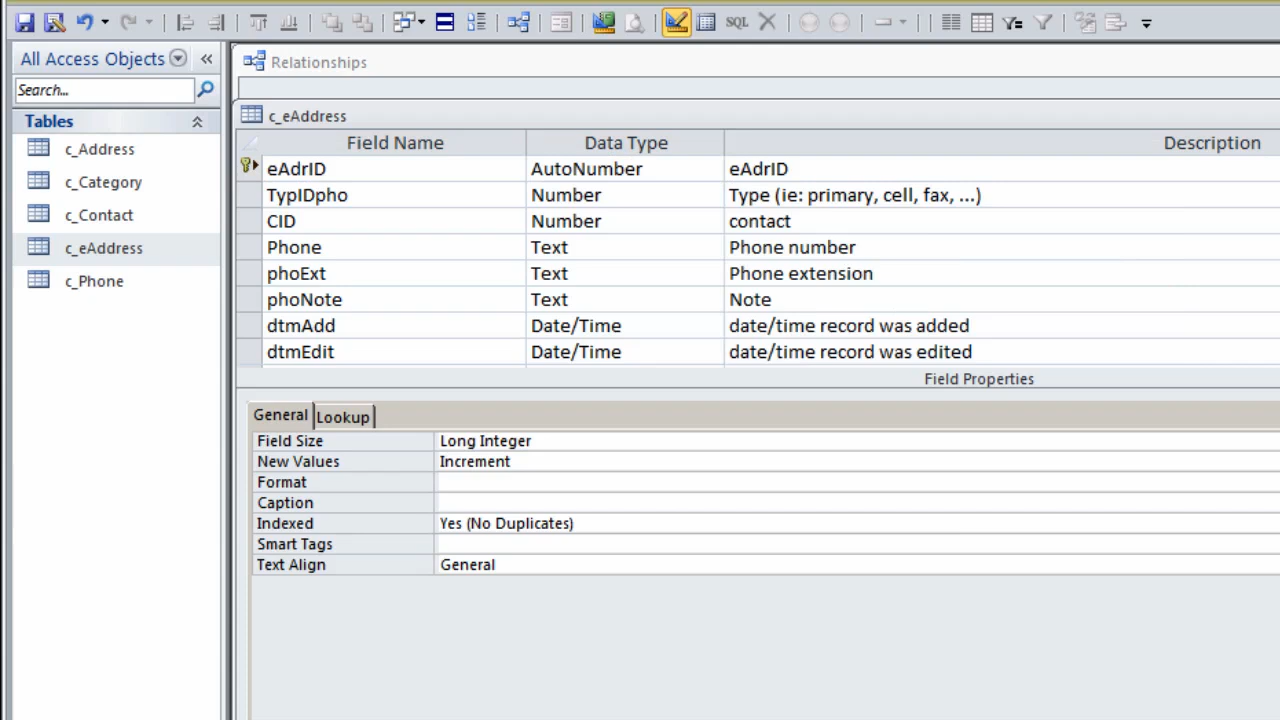 SQL
All Access Objects
Search...
Tables
c_Address
c_Category
c_Contact
c_eAddress
c_Phone
Relationships
c_eAddress
Field Name Data Type Description
eAdrID AutoNumber eAdrID
TypIDpho Number Type (ie: primary, cell, fax, ...)
CID Number contact
Phone Text Phone number
phoExt Text Phone extension
phoNote Text Note
dtmAdd Date/Time date/time record was added
dtmEdit Date/Time date/time record was edited
Field Properties
General Lookup
Field Size Long Integer
New Values Increment
Format
Caption
Indexed Yes (No Duplicates)
Smart Tags
Text Align General